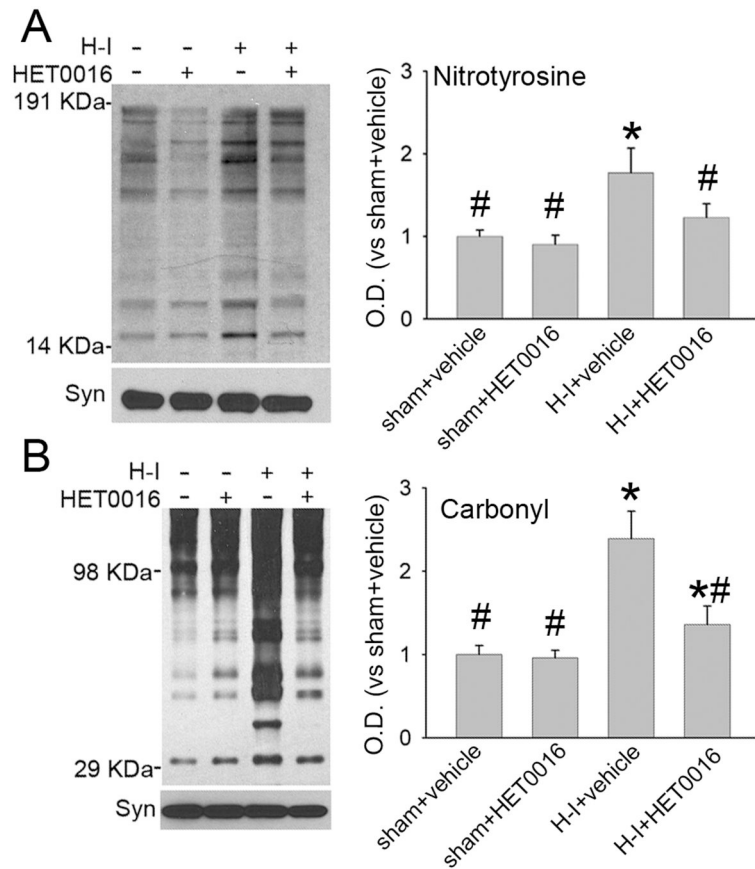 A
H-I - - + +
HET0016 - + - +
191 KDa-
14 KDa-
Syn
Nitrotyrosine
O.D. (vs sham+vehicle)
3
2
1
0
# # * #
sham+vehicle
sham+HET0016
H-I+vehicle
H-I+HET0016
B
H-I - - + +
HET0016 - + - +
98 KDa-
29 KDa-
Syn
Carbonyl
O.D. (vs sham+vehicle)
3
2
1
0
# # * *#
sham+vehicle
sham+HET0016
H-I+vehicle
H-I+HET0016